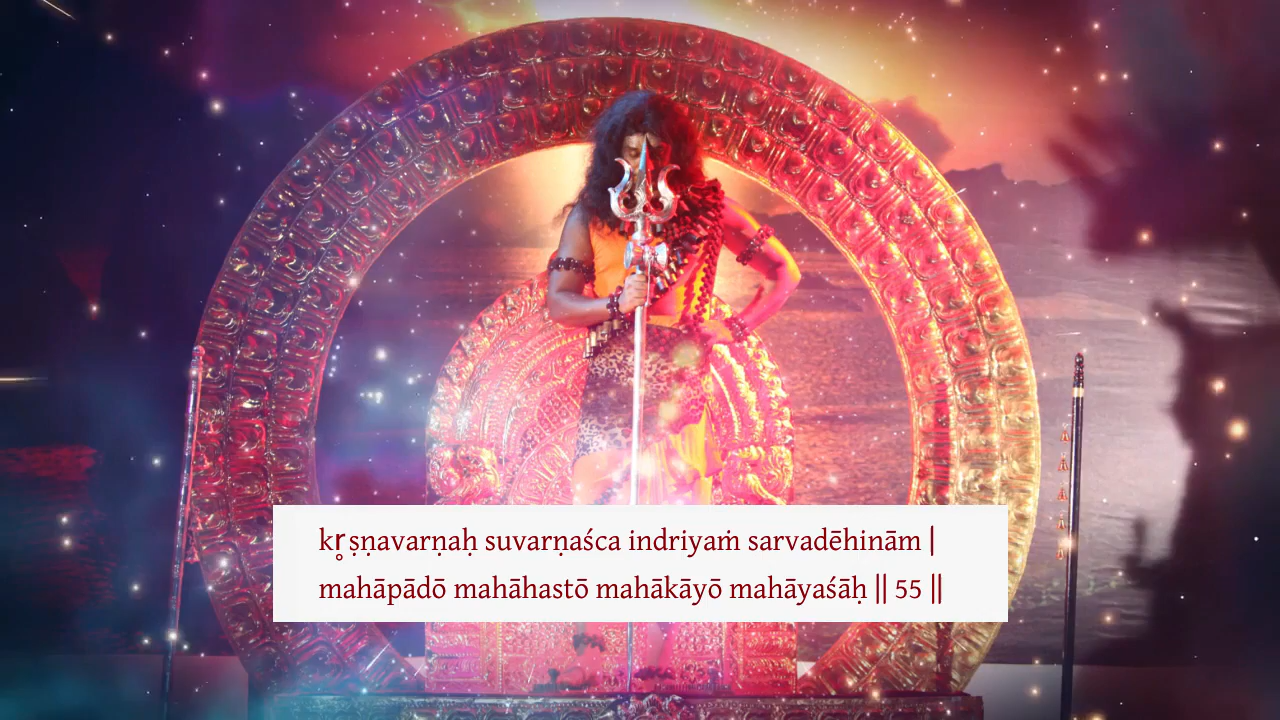 kr̥ṣṇavarṇaḥ suvarṇaśca indriyaṁ sarvadēhinām |
mahāpādō mahāhastō mahākāyō mahāyaśāḥ || 55 ||